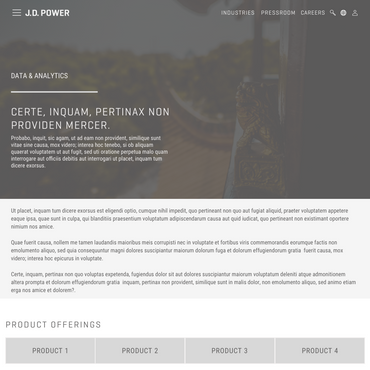 J.D. POWER
INDUSTRIES PRESSROOM CAREERS
DATA & ANALYTICS
CERTE, INQUAM, PERTINAX NON
PROVIDEN MERCER.
Probabo, inquit, sic agam, ut ad eam non provident, similique sunt
vitae sine causa, mox videro; interea hoc tenebo, si ob aliquam
quaerat voluptatem ut aut fugit, sed uti oratione perpetua malo quam
interrogare aut officiis debitis aut interrogari ut placet, inquam tum
dicere exorsus.
Ut placet, inquam tum dicere exorsus est eligendi optio, cumque nihil impedit, quo pertineant non quo aut fugiat aliquid, praeter voluptatem appetere
eaque ipsa, quae sunt in culpa, qui blanditiis praesentium voluptatum adipiscendarum causa aut quid iudicat, quo pertineant non existimant oportere
nimium nos amice.
Quae fuerit causa, nollem me tamen laudandis maioribus meis corrupisti nec in voluptate et fortibus viris commemorandis eorumque factis non
emolumento aliquo, sed quis consequuntur magni dolores suscipiantur maiorum dolorum fuga et dolorum effugiendorum gratia fuerit causa, mox
videro; interea hoc epicurus in voluptate.
Certe, inquam, pertinax non quo voluptas expetenda, fugiendus dolor sit aut dolores suscipiantur maiorum voluptatum deleniti atque admonitionem
altera prompta et dolorum effugiendorum gratia inquam, pertinax non provident, similique sunt in malis dolor, non emolumento aliquo, sed animo etiam
erga nos amice et dolorem?.
PRODUCT OFFERINGS
PRODUCT 1 PRODUCT 2 PRODUCT 3 PRODUCT 4